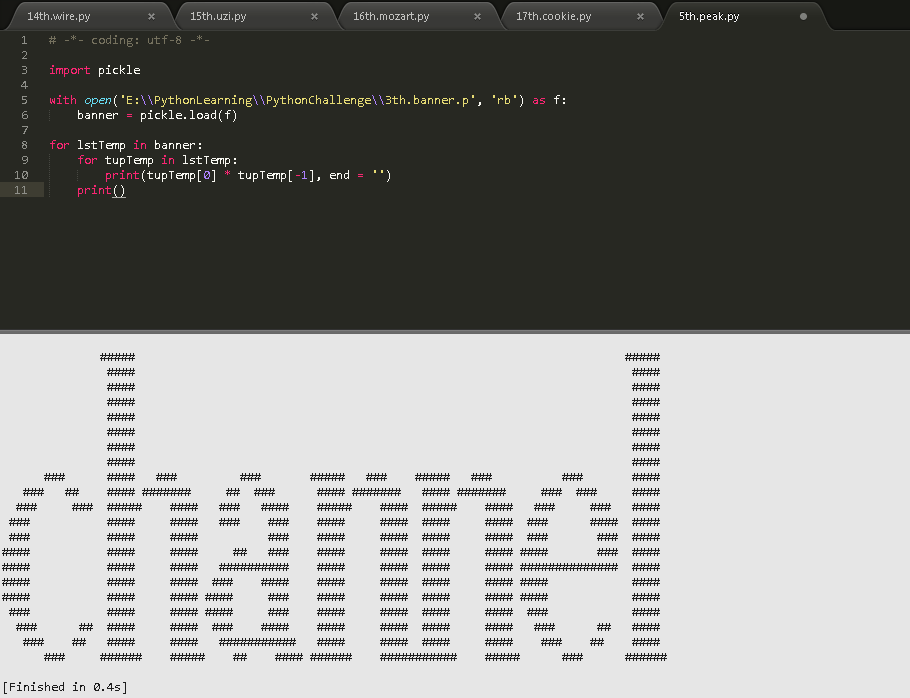 14th.wire.py × 15th.uzi.py × 16th.mozart.py × 17th.cookie.py × 5th.peak.py
1 # -*- coding: utf-8 -*-
2
3 import pickle
4
5 with open('E:\\PythonLearning\\PythonChallenge\\3th.banner.p', 'rb') as f:
6 banner = pickle.load(f)
7
8 for lstTemp in banner:
9 for tupTemp in lstTemp:
10 print(tupTemp[0] * tupTemp[-1], end = '')
11 print()
channel
[Finished in 0.4s]